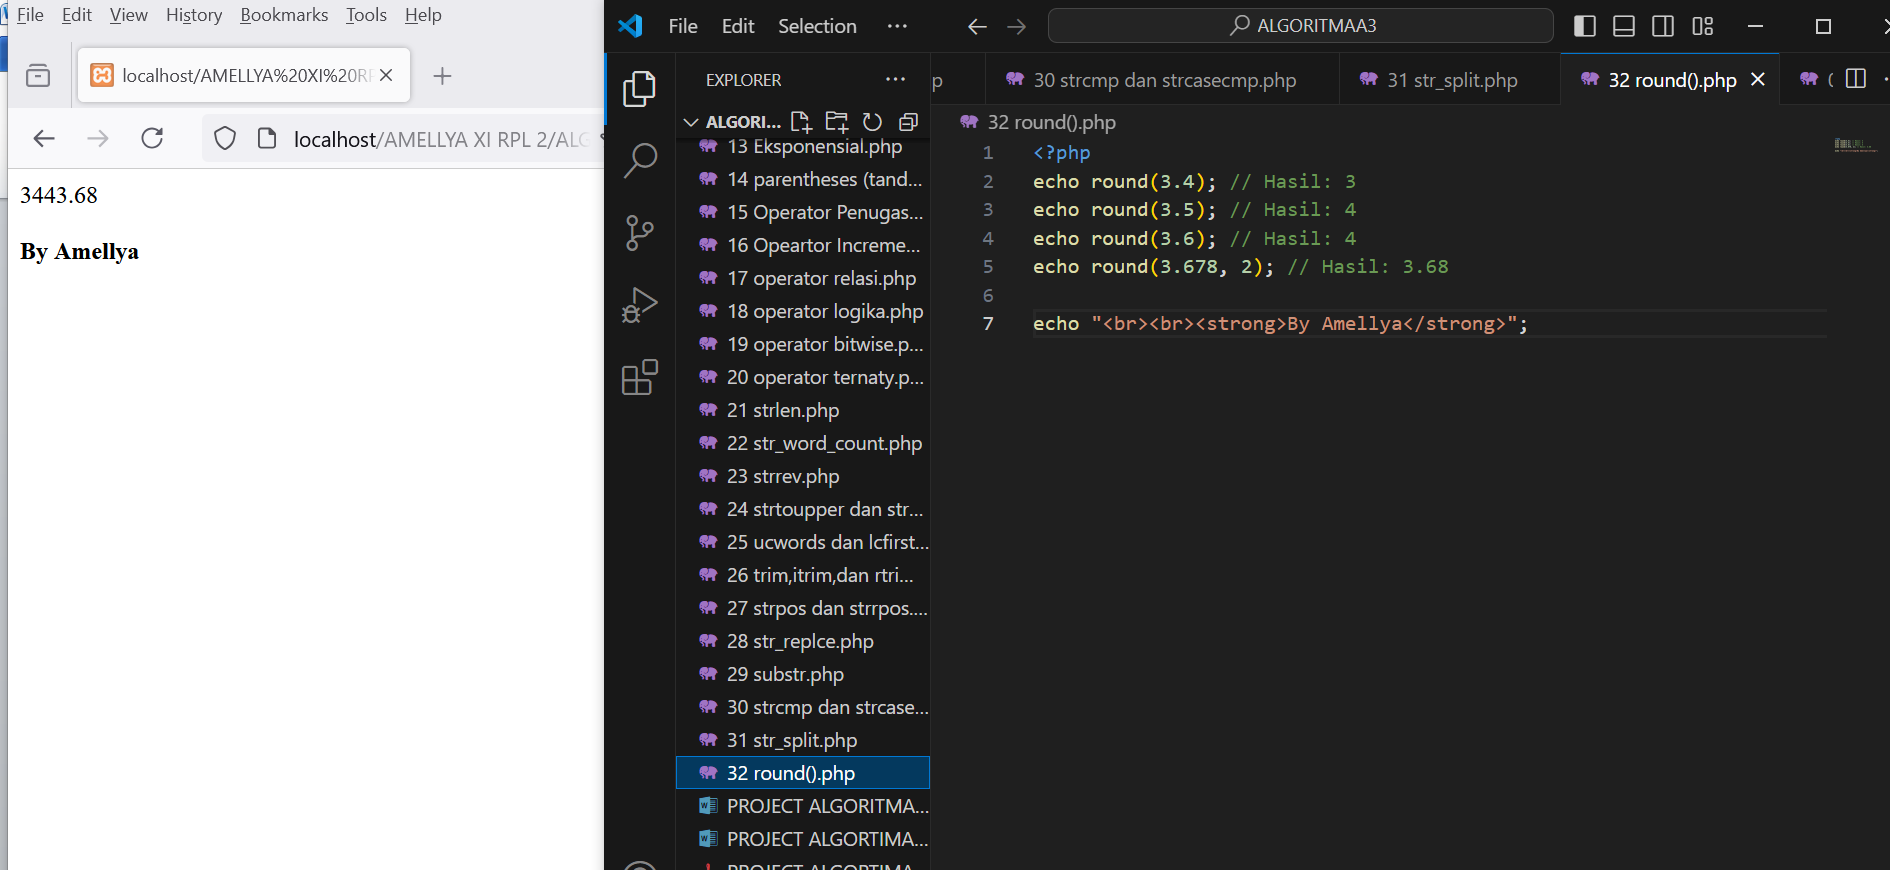 File Edit View History Bookmarks Tools Help
localhost/AMELLYA%20XI%20RP
localhost/AMELLYA XI RPL 2/ALG
3443.68
By Amellya
File Edit Selection ···
ALGORITMAA3
EXPLORER ···
ALGORI...
13 Eksponensial.php
14 parentheses (tand...
15 Operator Penugas...
16 Opeartor Increme...
17 operator relasi.php
18 operator logika.php
19 operator bitwise.p...
20 operator ternaty.p...
21 strlen.php
22 str_word_count.php
23 strrev.php
24 strtoupper dan str...
25 ucwords dan lcfirst...
26 trim,itrim,dan rtri...
27 strpos dan strrpos....
28 str_replce.php
29 substr.php
30 strcmp dan strcase...
31 str_split.php
32 round().php
PROJECT ALGORITMA...
PROJECT ALGORTIMA...
PROJECT ALGORTIMA...
p
30 strcmp dan strcasecmp.php
31 str_split.php
32 round().php
32 round().php
1 <?php
2 echo round(3.4); // Hasil: 3
3 echo round(3.5); // Hasil: 4
4 echo round(3.6); // Hasil: 4
5 echo round(3.678, 2); // Hasil: 3.68
6
7 echo "<br><br><strong>By Amellya</strong>";